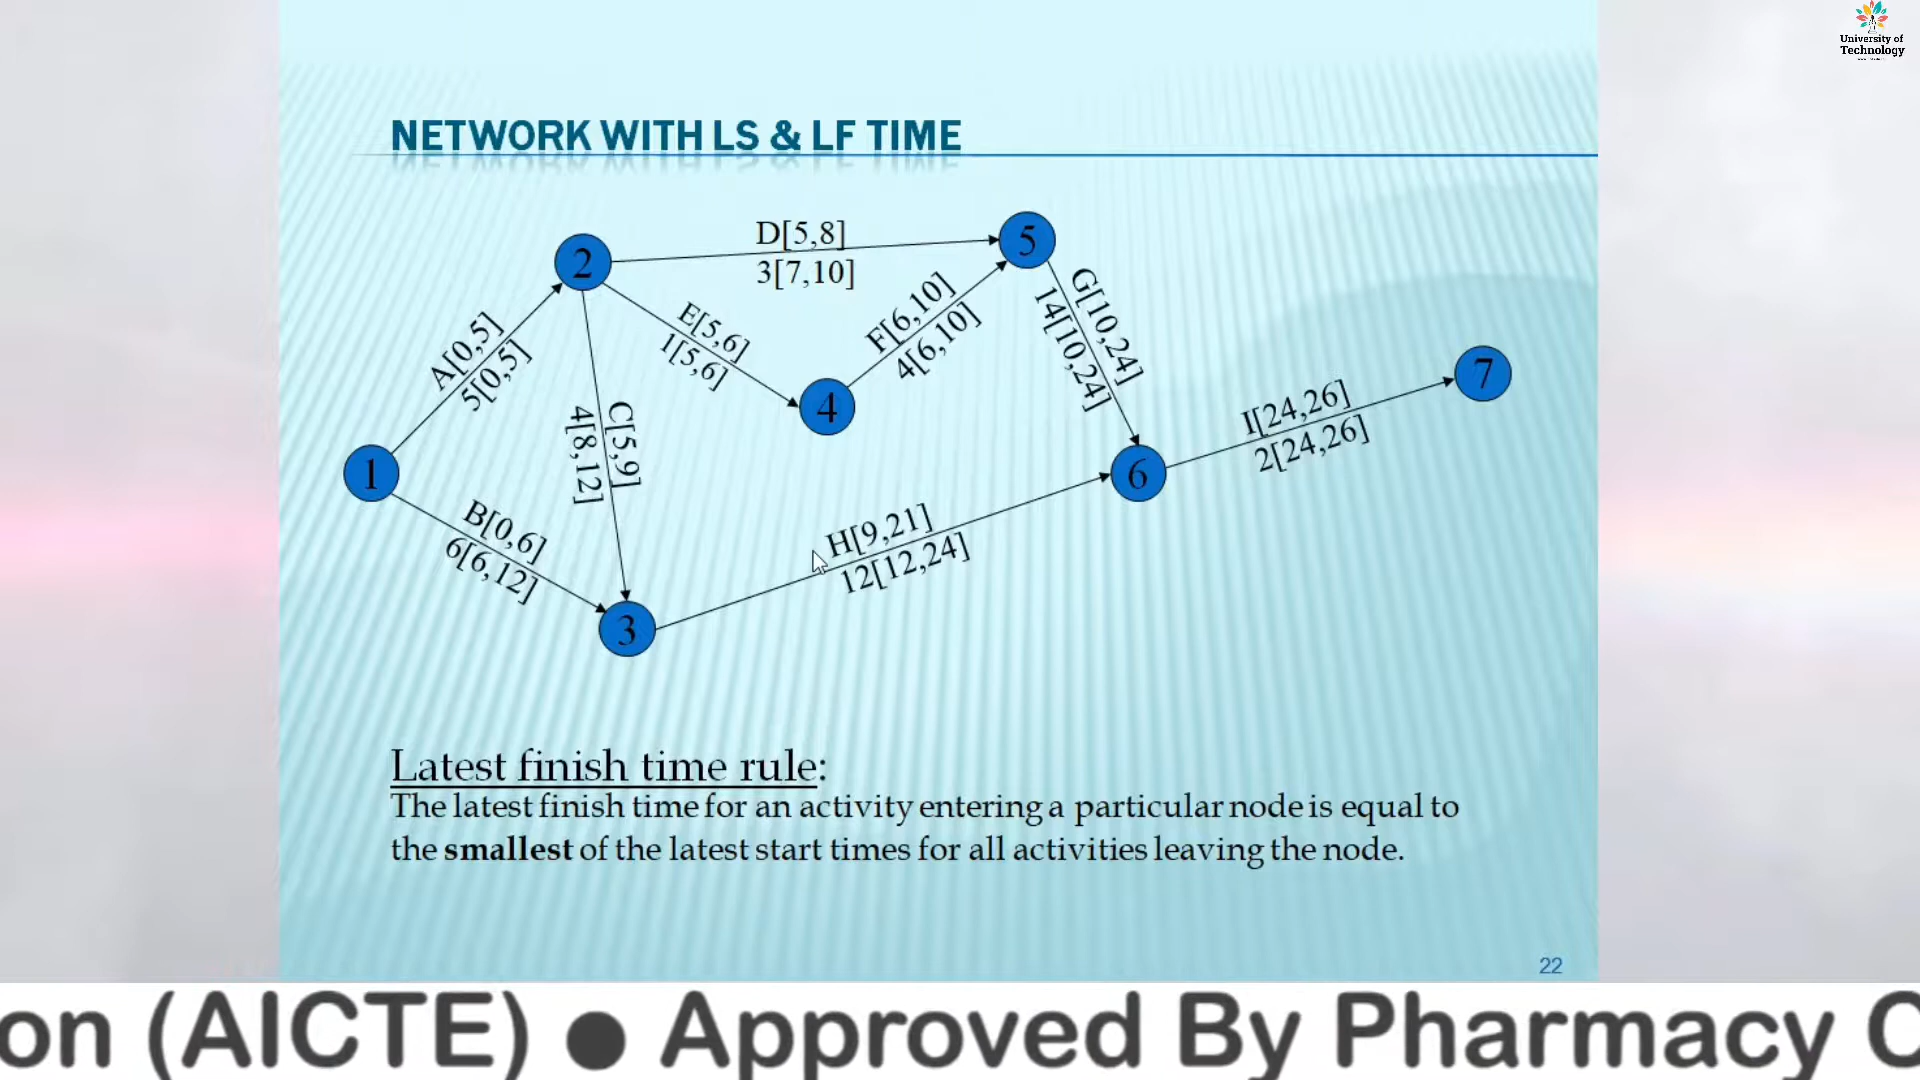 University of
Technology
NETWORK WITH LS & LF TIME
D[5,8]
3[7,10]
2
5
E[5,6]
1[5,6]
F[6,10]
4[6,10]
G[10,24]
14[10,24]
A[0,5]
5[0,5]
C[5,9]
4[8,12]
4
7
I[24,26]
2[24,26]
1
6
B[0,6]
6[6,12]
H[9,21]
12[12,24]
3
Latest finish time rule:
The latest finish time for an activity entering a particular node is equal to
the smallest of the latest start times for all activities leaving the node.
22
on (AICTE) ● Approved By Pharmacy C